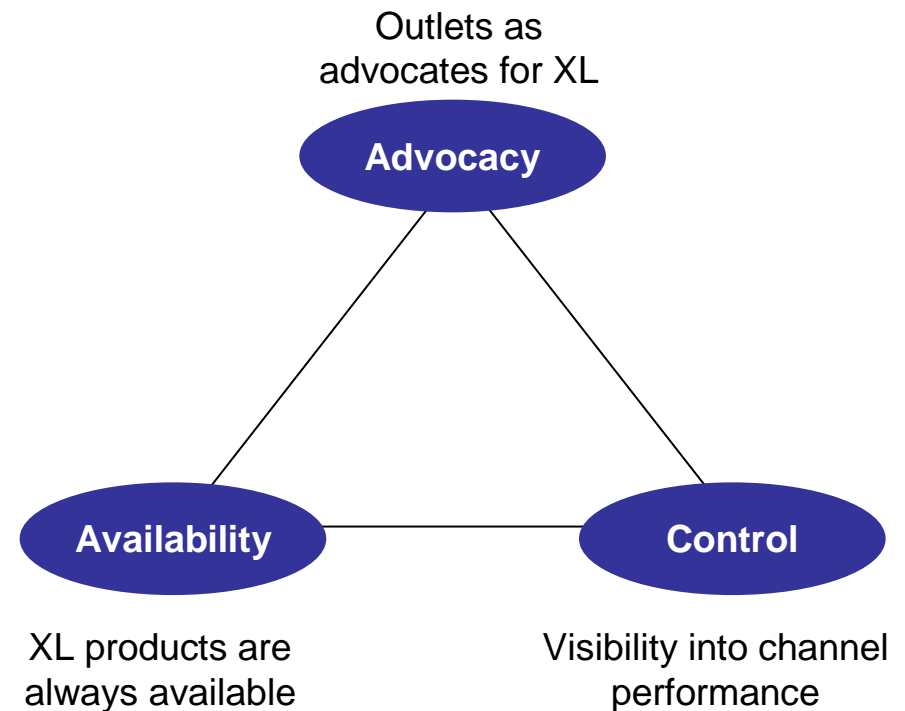 Outlets as
advocates for XL
Advocacy
Availability
Control
XL products are
always available
Visibility into channel
performance